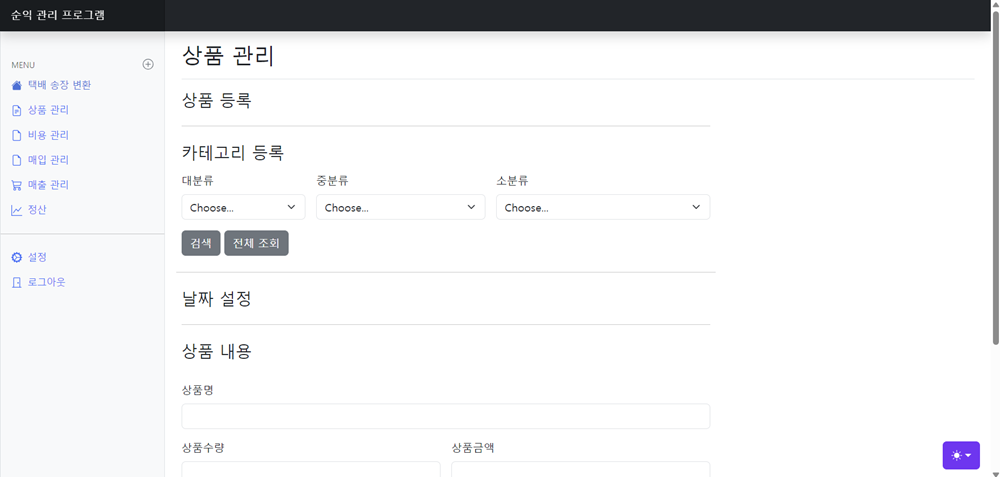 순익 관리 프로그램
MENU
택배 송장 변환
상품 관리
비용 관리
매입 관리
매출 관리
정산
설정
로그아웃
상품 관리
상품 등록
카테고리 등록
대분류 중분류 소분류
Choose... Choose... Choose...
검색 전체 조회
날짜 설정
상품 내용
상품명
상품수량 상품금액